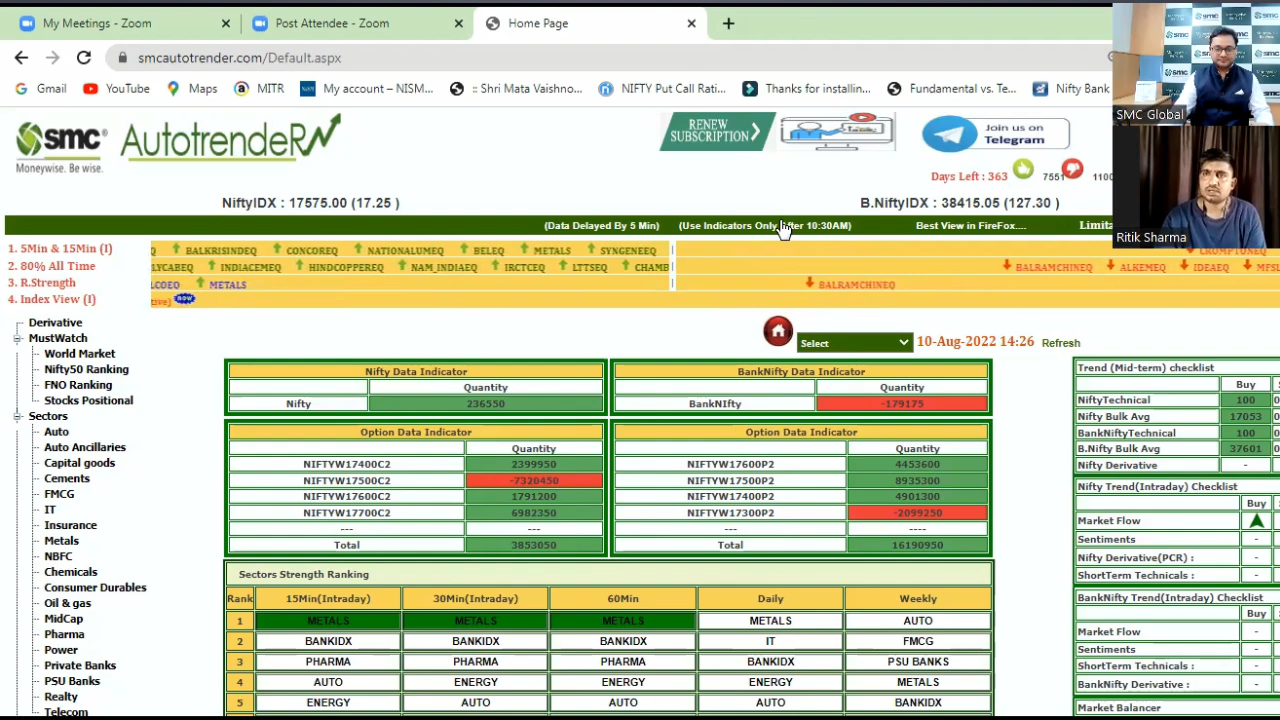 My Meetings - Zoom
Post Attendee - Zoom
Home Page
smcautotrender.com/Default.aspx
Gmail
YouTube
Maps
MITR
My account – NISM...
:: Shri Mata Vaishno...
NIFTY Put Call Rati...
Thanks for installin...
Fundamental vs. Te...
Nifty Bank
SMC Global
Ritik Sharma
smc
Moneywise. Be wise.
AutotrendeR
RENEW SUBSCRIPTION
Join us on Telegram
Days Left : 363
7551
1100
NiftyIDX : 17575.00 (17.25 )
B.NiftyIDX : 38415.05 (127.30 )
(Data Delayed By 5 Min)
(Use Indicators Only After 10:30AM)
Best View in FireFox....
Limita
1. 5Min & 15Min (I)
BALKRISINDEQ CONCOREQ NATIONALUMEQ BELEQ METALS SYNGENEEQ
CROMPTONEQ
2. 80% All Time
LYCABEQ INDIACEMEQ HINDCOPPEREQ NAM_INDIAEQ IRCTCEQ LTTSEQ CHAMB
BALRAMCHINEQ ALKEMEQ IDEAEQ MFSL
3. R.Strength
LCOEQ METALS
BALRAMCHINEQ
4. Index View (I)
tive) new
Select
10-Aug-2022 14:26
Refresh
Derivative
MustWatch
World Market
Nifty50 Ranking
FNO Ranking
Stocks Positional
Sectors
Auto
Auto Ancillaries
Capital goods
Cements
FMCG
IT
Insurance
Metals
NBFC
Chemicals
Consumer Durables
Oil & gas
MidCap
Pharma
Power
Private Banks
PSU Banks
Realty
Telecom
Nifty Data Indicator
Quantity
Nifty 236550
BankNifty Data Indicator
Quantity
BankNIfty -179175
Option Data Indicator
Quantity
NIFTYW17400C2 2399950
NIFTYW17500C2 -7320450
NIFTYW17600C2 1791200
NIFTYW17700C2 6982350
--- ---
Total 3853050
Option Data Indicator
Quantity
NIFTYW17600P2 4453600
NIFTYW17500P2 8935300
NIFTYW17400P2 4901300
NIFTYW17300P2 -2099250
--- ----
Total 16190950
Sectors Strength Ranking
Rank 15Min(Intraday) 30Min(Intraday) 60Min Daily Weekly
1 METALS METALS METALS METALS AUTO
2 BANKIDX BANKIDX BANKIDX IT FMCG
3 PHARMA PHARMA PHARMA BANKIDX PSU BANKS
4 AUTO ENERGY ENERGY ENERGY METALS
5 ENERGY AUTO AUTO AUTO BANKIDX
Trend (Mid-term) checklist
Buy
NiftyTechnical 100
Nifty Bulk Avg 17053
BankNiftyTechnical 100
B.Nifty Bulk Avg 37601
Nifty Derivative -
Nifty Trend(Intraday) Checklist
Buy
Market Flow
Sentiments -
Nifty Derivative(PCR) : -
ShortTerm Technicals : -
BankNifty Trend(Intraday) Checklist
Buy
Market Flow -
Sentiments -
ShortTerm Technicals : -
BankNifty Derivative : -
Market Balancer